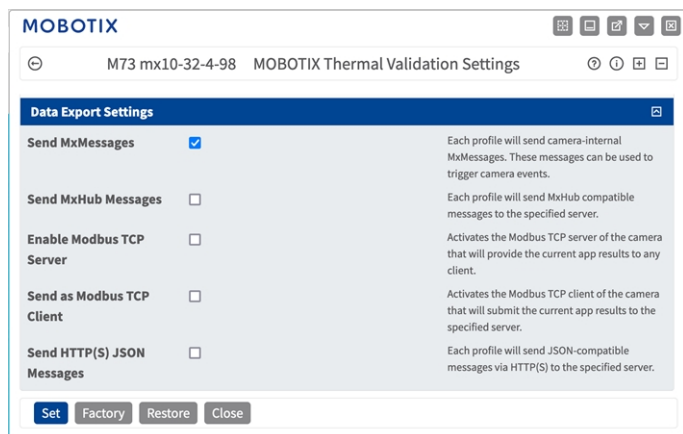 MOBOTIX
M73 mx10-32-4-98 MOBOTIX Thermal Validation Settings
Data Export Settings
Send MxMessages
Each profile will send camera-internal
MxMessages. These messages can be used to
trigger camera events.
Send MxHub Messages
Each profile will send MxHub compatible
messages to the specified server.
Enable Modbus TCP
Server
Activates the Modbus TCP server of the camera
that will provide the current app results to any
client.
Send as Modbus TCP
Client
Activates the Modbus TCP client of the camera
that will submit the current app results to the
specified server.
Send HTTP(S) JSON
Messages
Each profile will send JSON-compatible
messages via HTTP(S) to the specified server.
Set Factory Restore Close